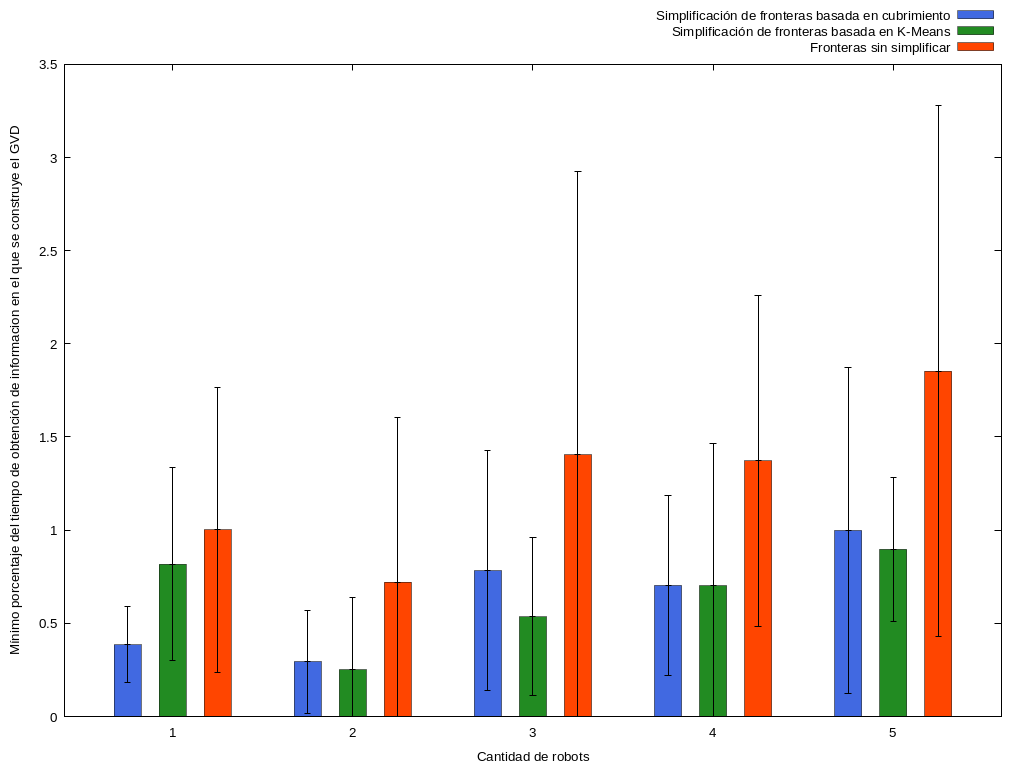 Simplificación de fronteras basada en cubrimiento
Simplificación de fronteras basada en K-Means
Fronteras sin simplificar
Mínimo porcentaje del tiempo de obtención de informacion en el que se construye el GVD
3.5
3
2.5
2
1.5
1
0.5
0
1 2 3 4 5
Cantidad de robots